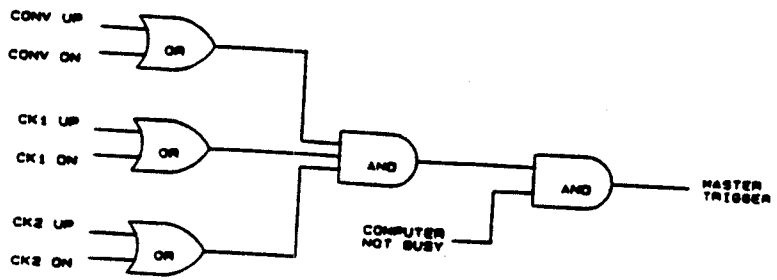 CONV UP
CONV ON
OR
CK1 UP
CK1 ON
OR
AND
AND
MASTER
TRIGGER
COMPUTER
NOT BUSY
CK2 UP
CK2 ON
OR